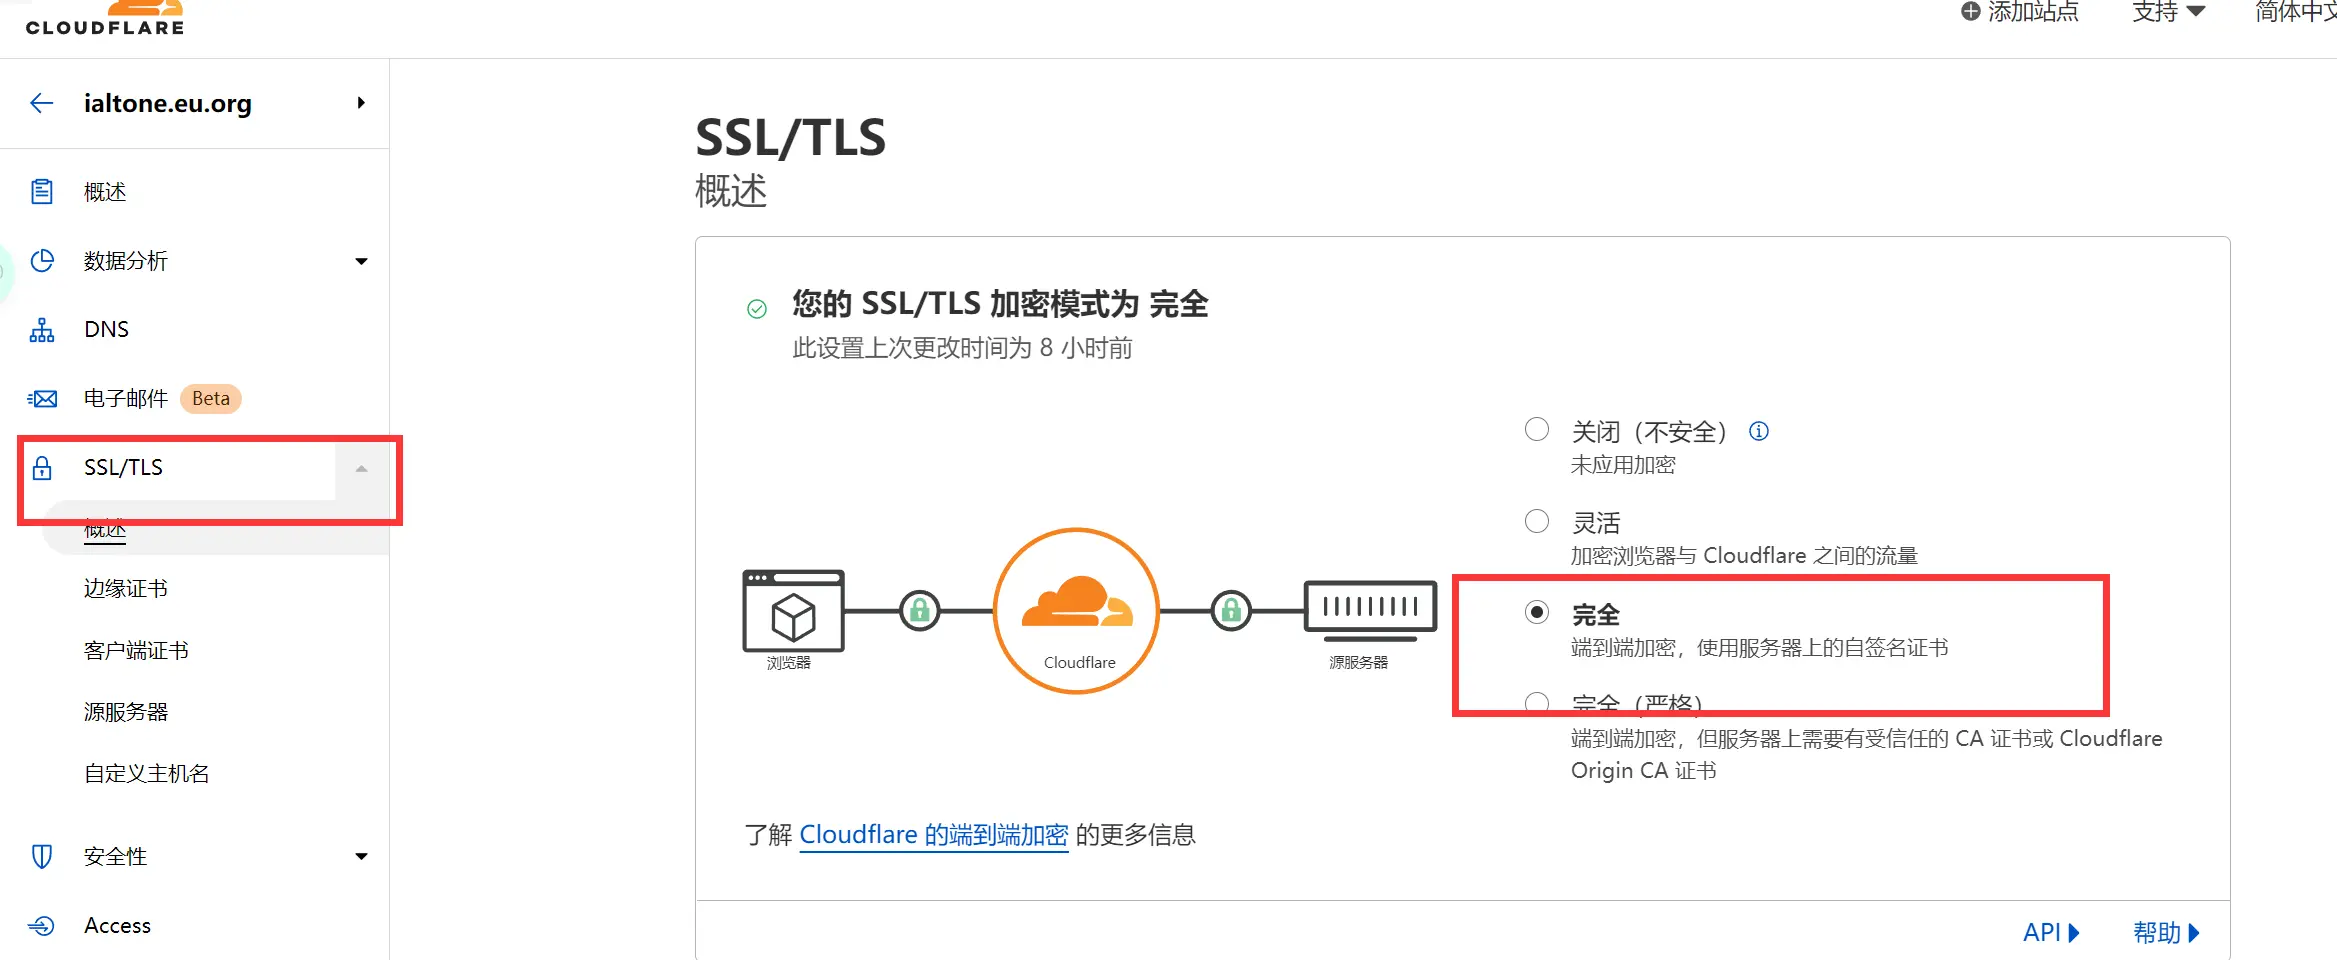 CLOUDFLARE
添加站点
支持
简体中文
ialtone.eu.org
概述
数据分析
DNS
电子邮件 Beta
SSL/TLS
概述
边缘证书
客户端证书
源服务器
自定义主机名
安全性
Access
SSL/TLS
概述
您的 SSL/TLS 加密模式为 完全
此设置上次更改时间为 8 小时前
浏览器
Cloudflare
源服务器
关闭（不安全）
未应用加密
灵活
加密浏览器与 Cloudflare 之间的流量
完全
端到端加密，使用服务器上的自签名证书
完全（严格）
端到端加密，但服务器上需要有受信任的 CA 证书或 Cloudflare
Origin CA 证书
了解 Cloudflare 的端到端加密 的更多信息
API
帮助